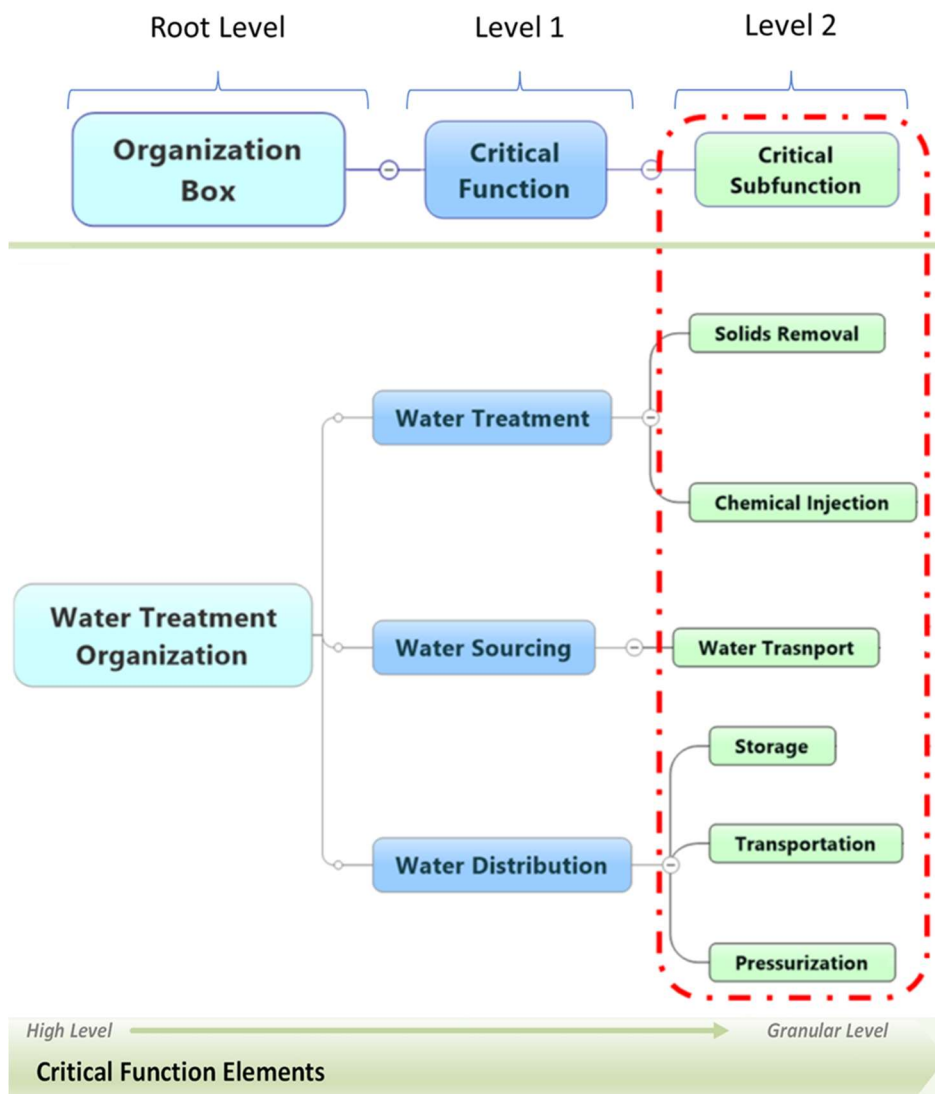 Root Level
Level 1
Level 2
Organization
Box
Critical
Function
Critical
Subfunction
Solids Removal
Water Treatment
Chemical Injection
Water Treatment
Organization
Water Sourcing
Water Trasnport
Storage
Water Distribution
Transportation
Pressurization
High Level
Granular Level
Critical Function Elements